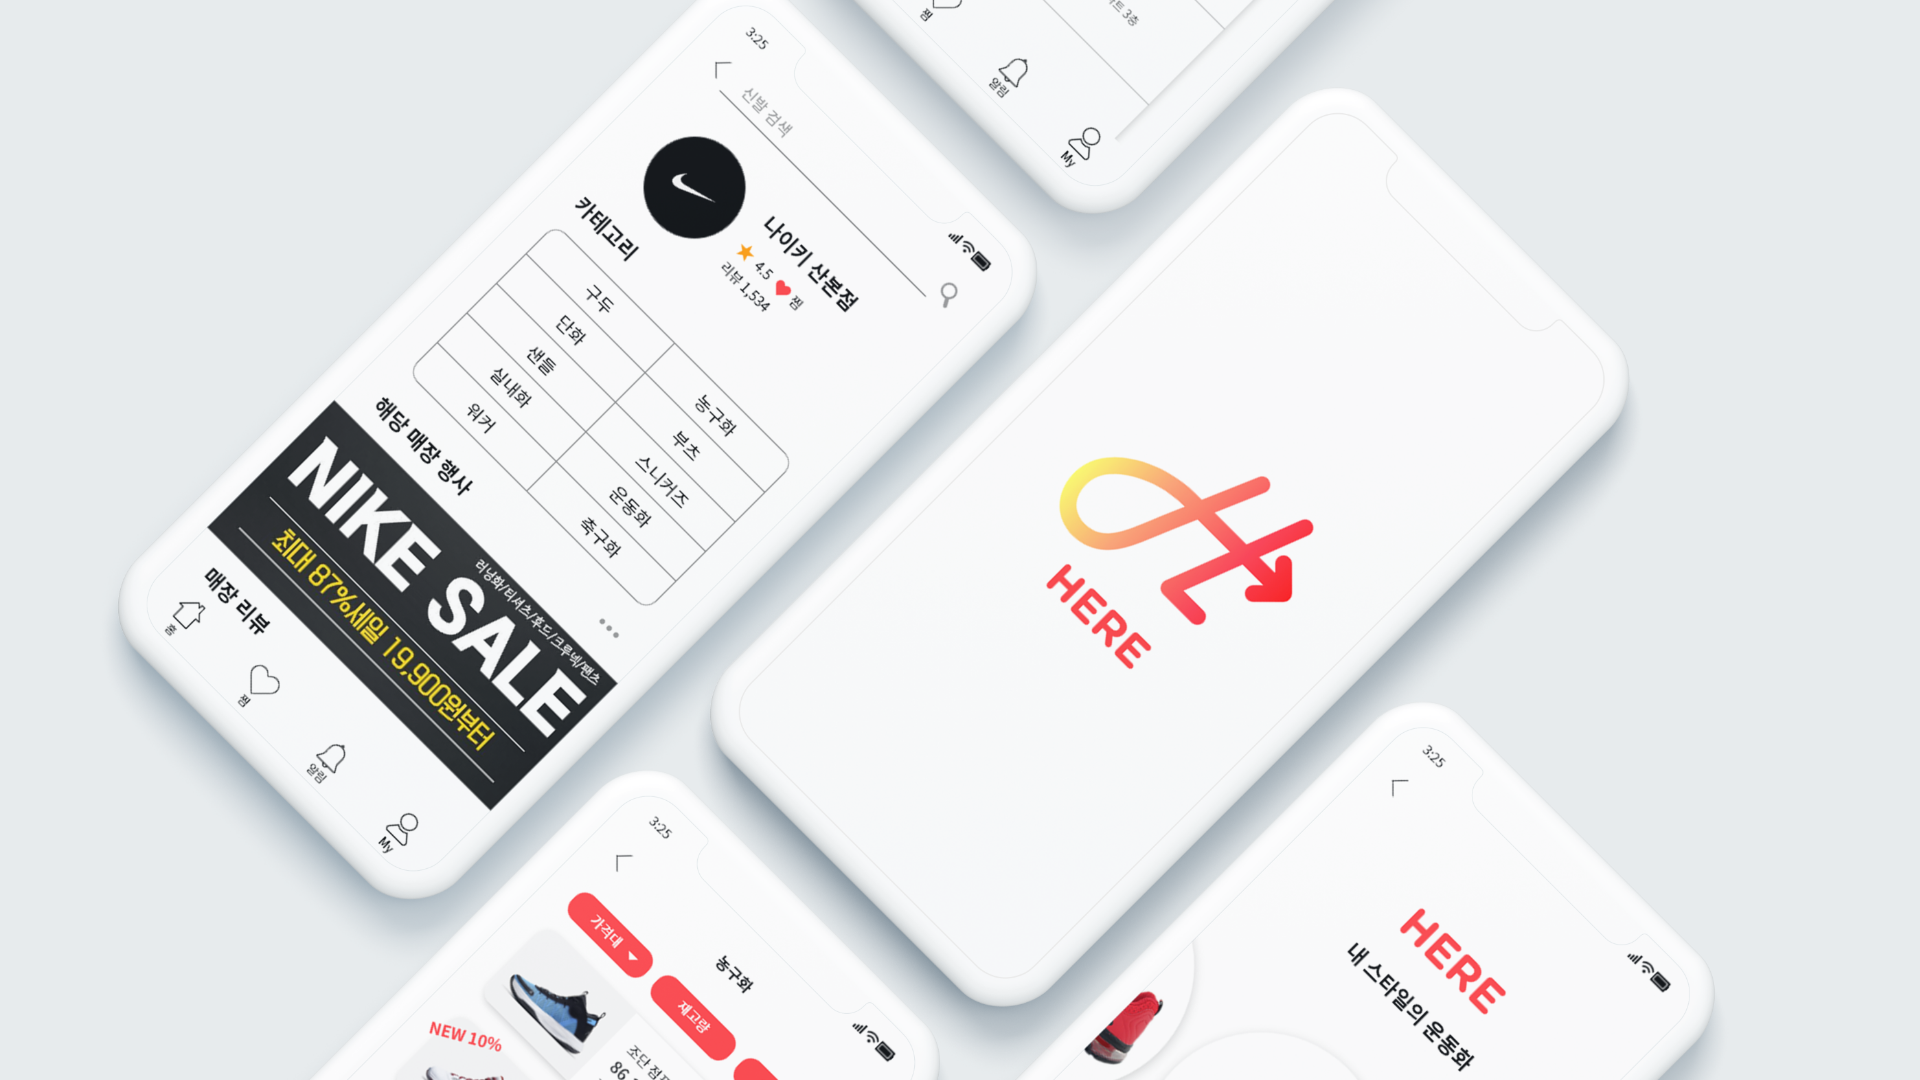 3:25
신발 검색
나이키 산본점
4.5 찜
리뷰 1,534
카테고리
구두
농구화
단화
부츠
샌들
스니커즈
실내화
운동화
워커
축구화
해당 매장 행사
러닝화/티셔츠/후드/크루넥/팬츠
NIKE SALE
최대 87%세일 19,900원부터
매장 리뷰
홈
찜
알림
My
찜
알림
My
3층
HERE
3:25
농구화
가격대
재고량
조단 점
86
NEW 10%
3:25
HERE
내 스타일의 운동화